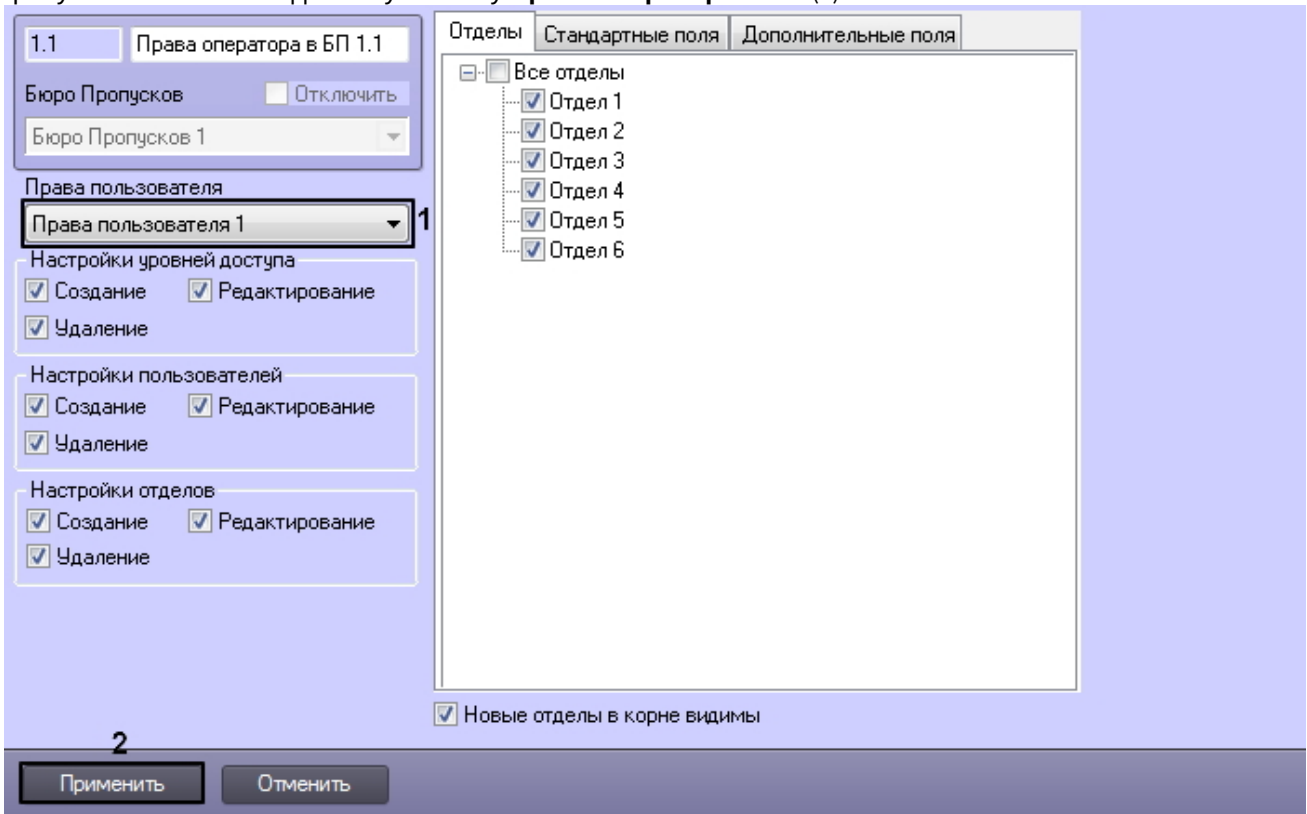 1.1
Права оператора в БП 1.1
Бюро Пропусков
Отключить
Бюро Пропусков 1
Права пользователя
Права пользователя 1
1
Настройки уровней доступа
Создание
Редактирование
Удаление
Настройки пользователей
Создание
Редактирование
Удаление
Настройки отделов
Создание
Редактирование
Удаление
Отделы
Стандартные поля
Дополнительные поля
Все отделы
Отдел 1
Отдел 2
Отдел 3
Отдел 4
Отдел 5
Отдел 6
Новые отделы в корне видимы
2
Применить
Отменить